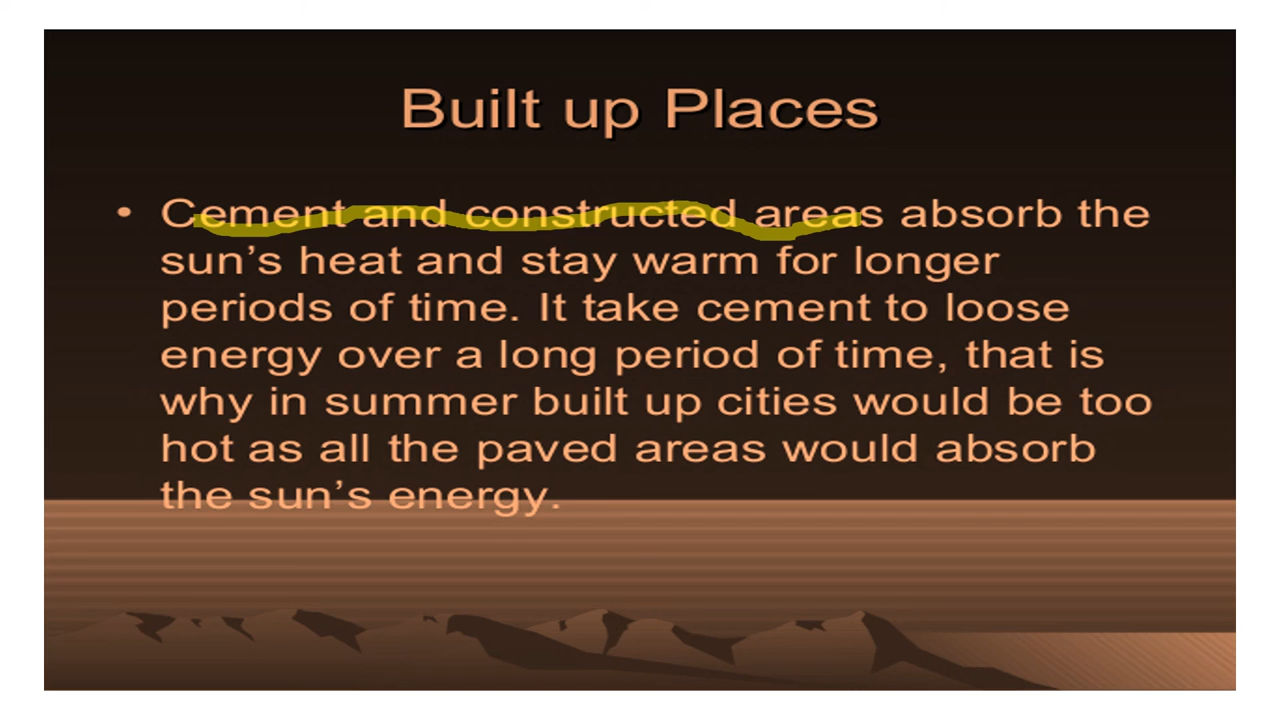 Built up Places
• Cement and constructed areas absorb the
sun’s heat and stay warm for longer
periods of time. It take cement to loose
energy over a long period of time, that is
why in summer built up cities would be too
hot as all the paved areas would absorb
the sun’s energy.